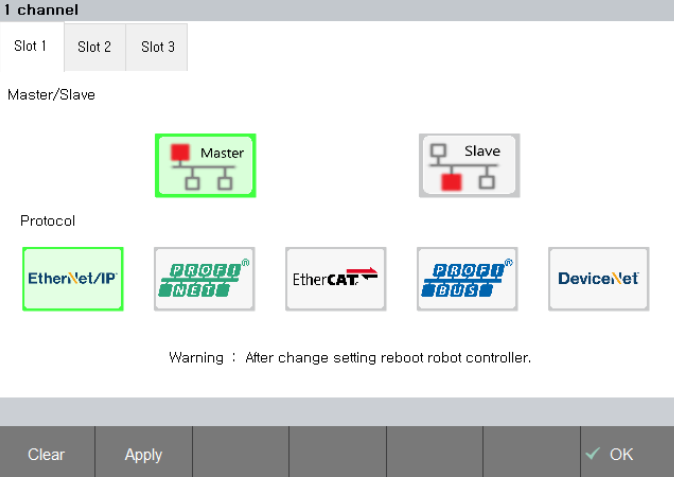 1 channel
Slot 1 Slot 2 Slot 3
Master/Slave
Master Slave
Protocol
EtherNet/IP PROFI NET EtherCAT PROFI BUS DeviceNet
Warning : After change setting reboot robot controller.
Clear Apply OK